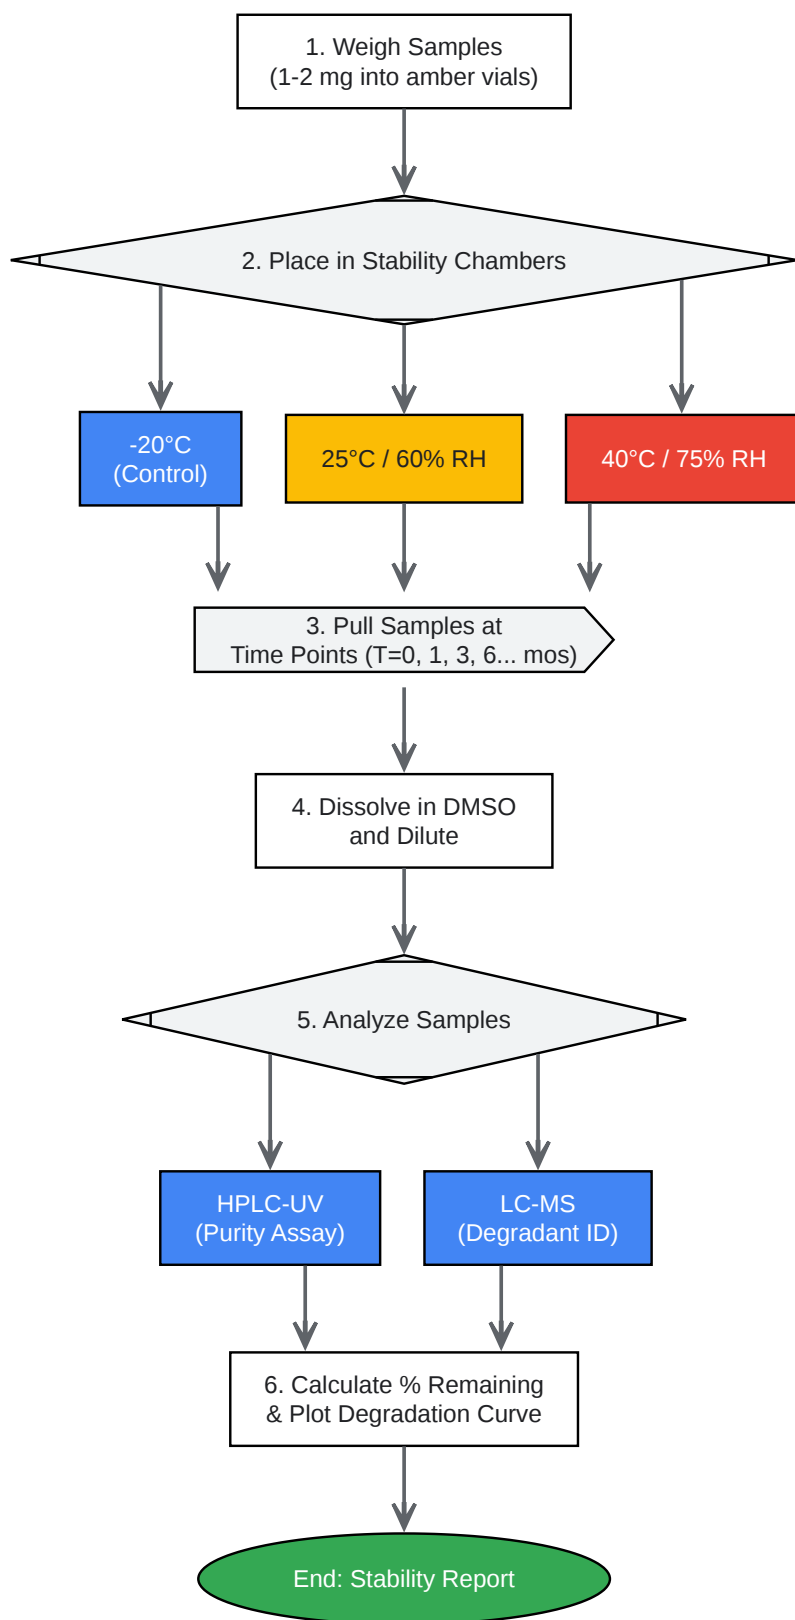 1. Weigh Samples
(1-2 mg into amber vials)
2. Place in Stability Chambers
-20°C
(Control)
25°C / 60% RH
40°C / 75% RH
3. Pull Samples at
Time Points (T=0, 1, 3, 6... mos)
4. Dissolve in DMSO
and Dilute
5. Analyze Samples
HPLC-UV
(Purity Assay)
LC-MS
(Degradant ID)
6. Calculate % Remaining
& Plot Degradation Curve
End: Stability Report